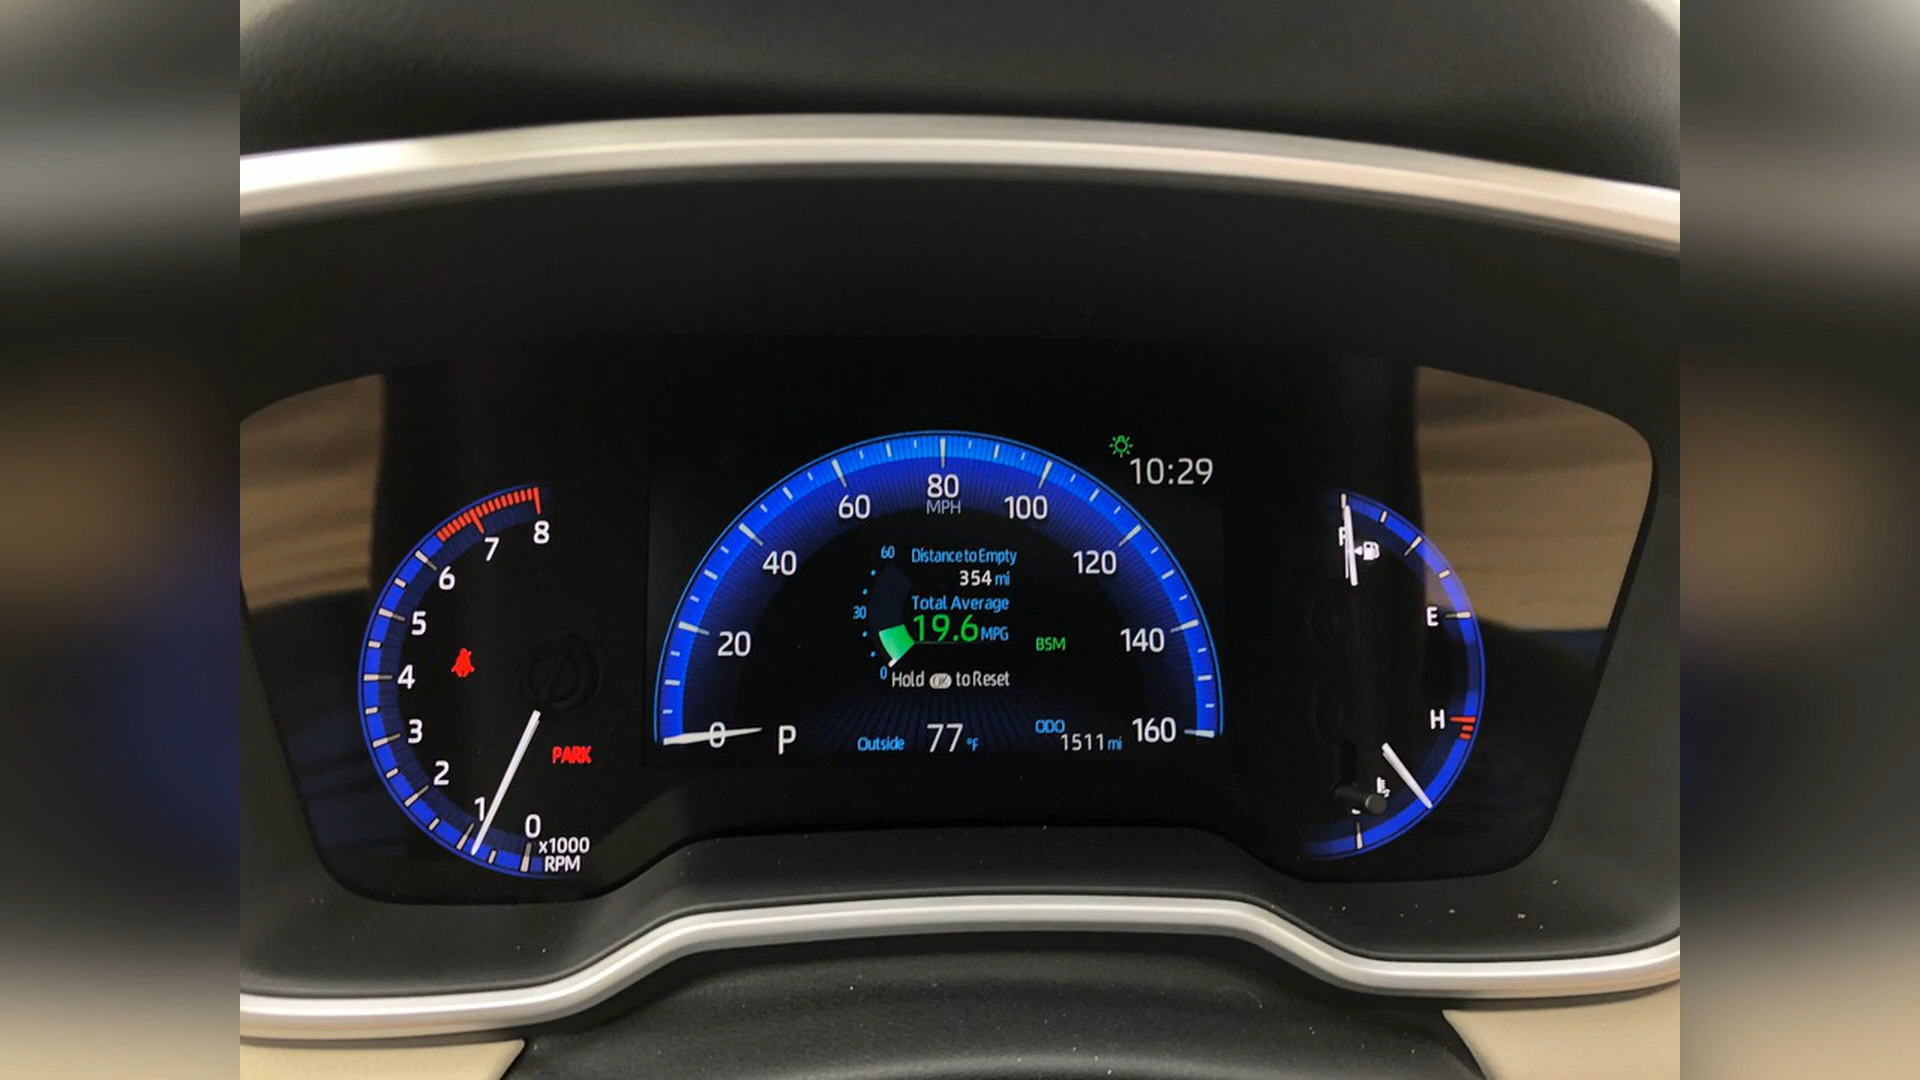 10:29
80
MPH
60
100
40
120
20
140
0
160
60
30
0
Distance to Empty
354 mi
Total Average
19.6 MPG
Hold OK to Reset
BSM
P
Outside 77 °F
ODO
1511 mi
8
7
6
5
4
3
2
1
0
x1000
RPM
PARK
F
E
H